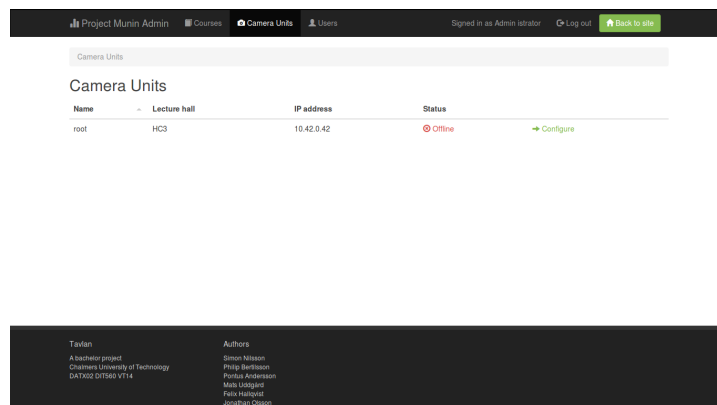 Project Munin Admin Courses Camera Units Users Signed in as Admin istrator Log out Back to site
Camera Units
Camera Units
Name Lecture hall IP address Status
root HC3 10.42.0.42 Offline Configure
Tavlan Authors
A bachelor project Simon Nilsson
Chalmers University of Technology Philip Bertilsson
DATX02 DIT560 VT14 Pontus Andersson
Mats Uddgård
Felix Hallqvist
Jonathan Olsson